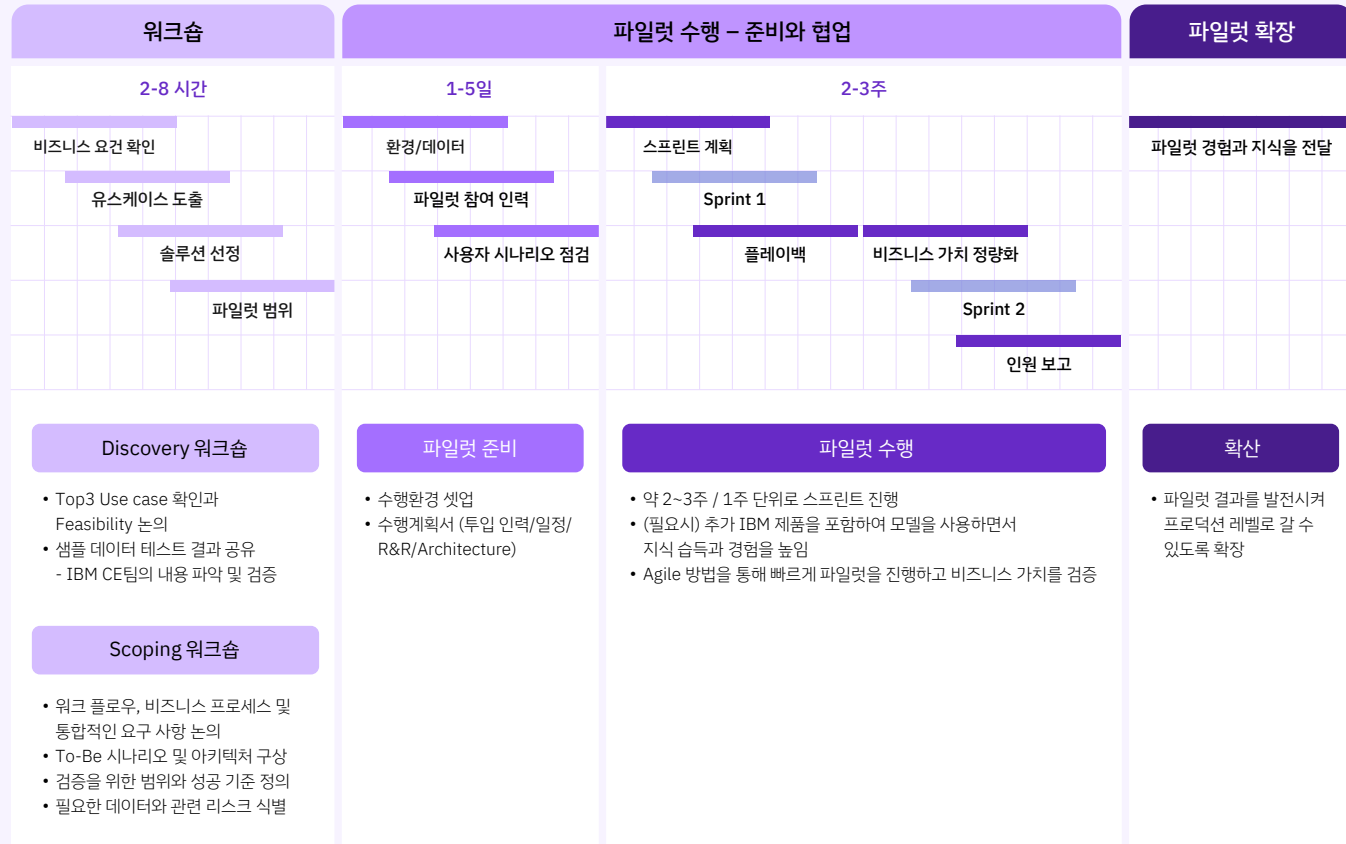 워크숍
파일럿 수행 – 준비와 협업
파일럿 확장
2-8 시간
1-5일
2-3주
비즈니스 요건 확인
유스케이스 도출
솔루션 선정
파일럿 범위
환경/데이터
파일럿 참여 인력
사용자 시나리오 점검
스프린트 계획
Sprint 1
플레이백
비즈니스 가치 정량화
Sprint 2
인원 보고
파일럿 경험과 지식을 전달
Discovery 워크숍
• Top3 Use case 확인과
Feasibility 논의
• 샘플 데이터 테스트 결과 공유
- IBM CE팀의 내용 파악 및 검증
Scoping 워크숍
• 워크 플로우, 비즈니스 프로세스 및
통합적인 요구 사항 논의
• To-Be 시나리오 및 아키텍처 구상
• 검증을 위한 범위와 성공 기준 정의
• 필요한 데이터와 관련 리스크 식별
파일럿 준비
• 수행환경 셋업
• 수행계획서 (투입 인력/일정/
R&R/Architecture)
파일럿 수행
• 약 2~3주 / 1주 단위로 스프린트 진행
• (필요시) 추가 IBM 제품을 포함하여 모델을 사용하면서
지식 습득과 경험을 높임
• Agile 방법을 통해 빠르게 파일럿을 진행하고 비즈니스 가치를 검증
확산
• 파일럿 결과를 발전시켜
프로덕션 레벨로 갈 수
있도록 확장